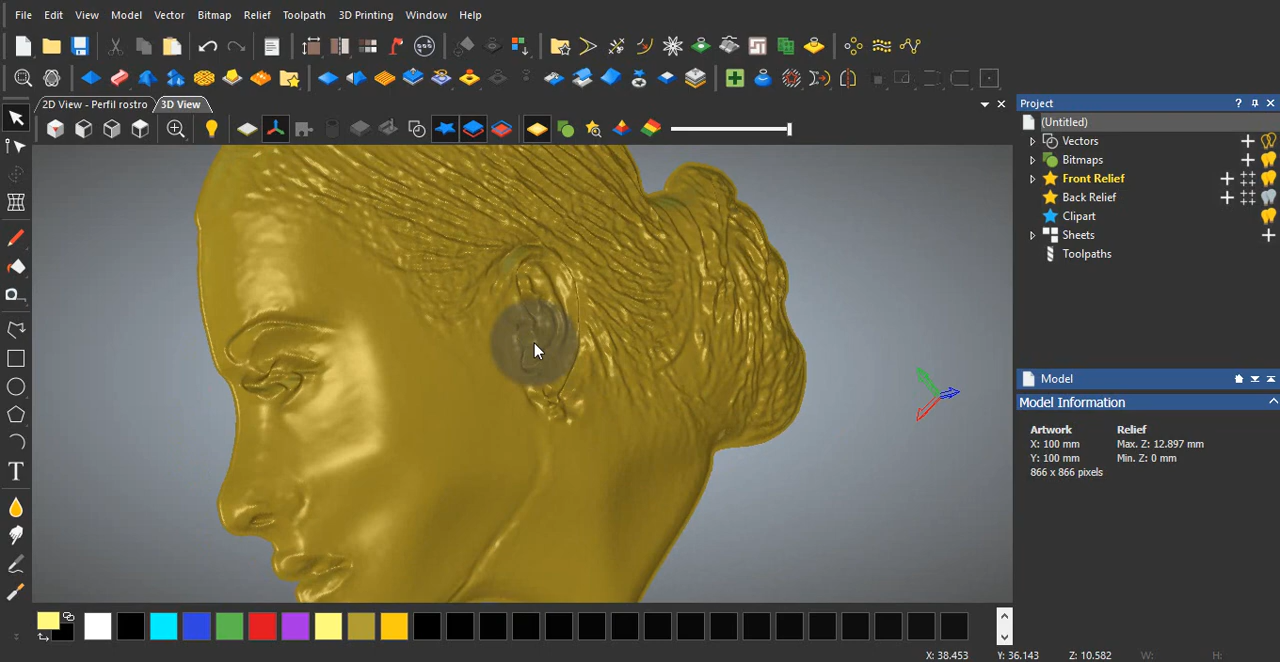 File Edit View Model Vector Bitmap Relief Toolpath 3D Printing Window Help
2D View - Perfil rostro 3D View
Project
(Untitled)
Vectors
Bitmaps
Front Relief
Back Relief
Clipart
Sheets
Toolpaths
Model
Model Information
Artwork Relief
X: 100 mm Max. Z: 12.897 mm
Y: 100 mm Min. Z: 0 mm
866 x 866 pixels
X: 38.453 Y: 36.143 Z: 10.582 W: H: